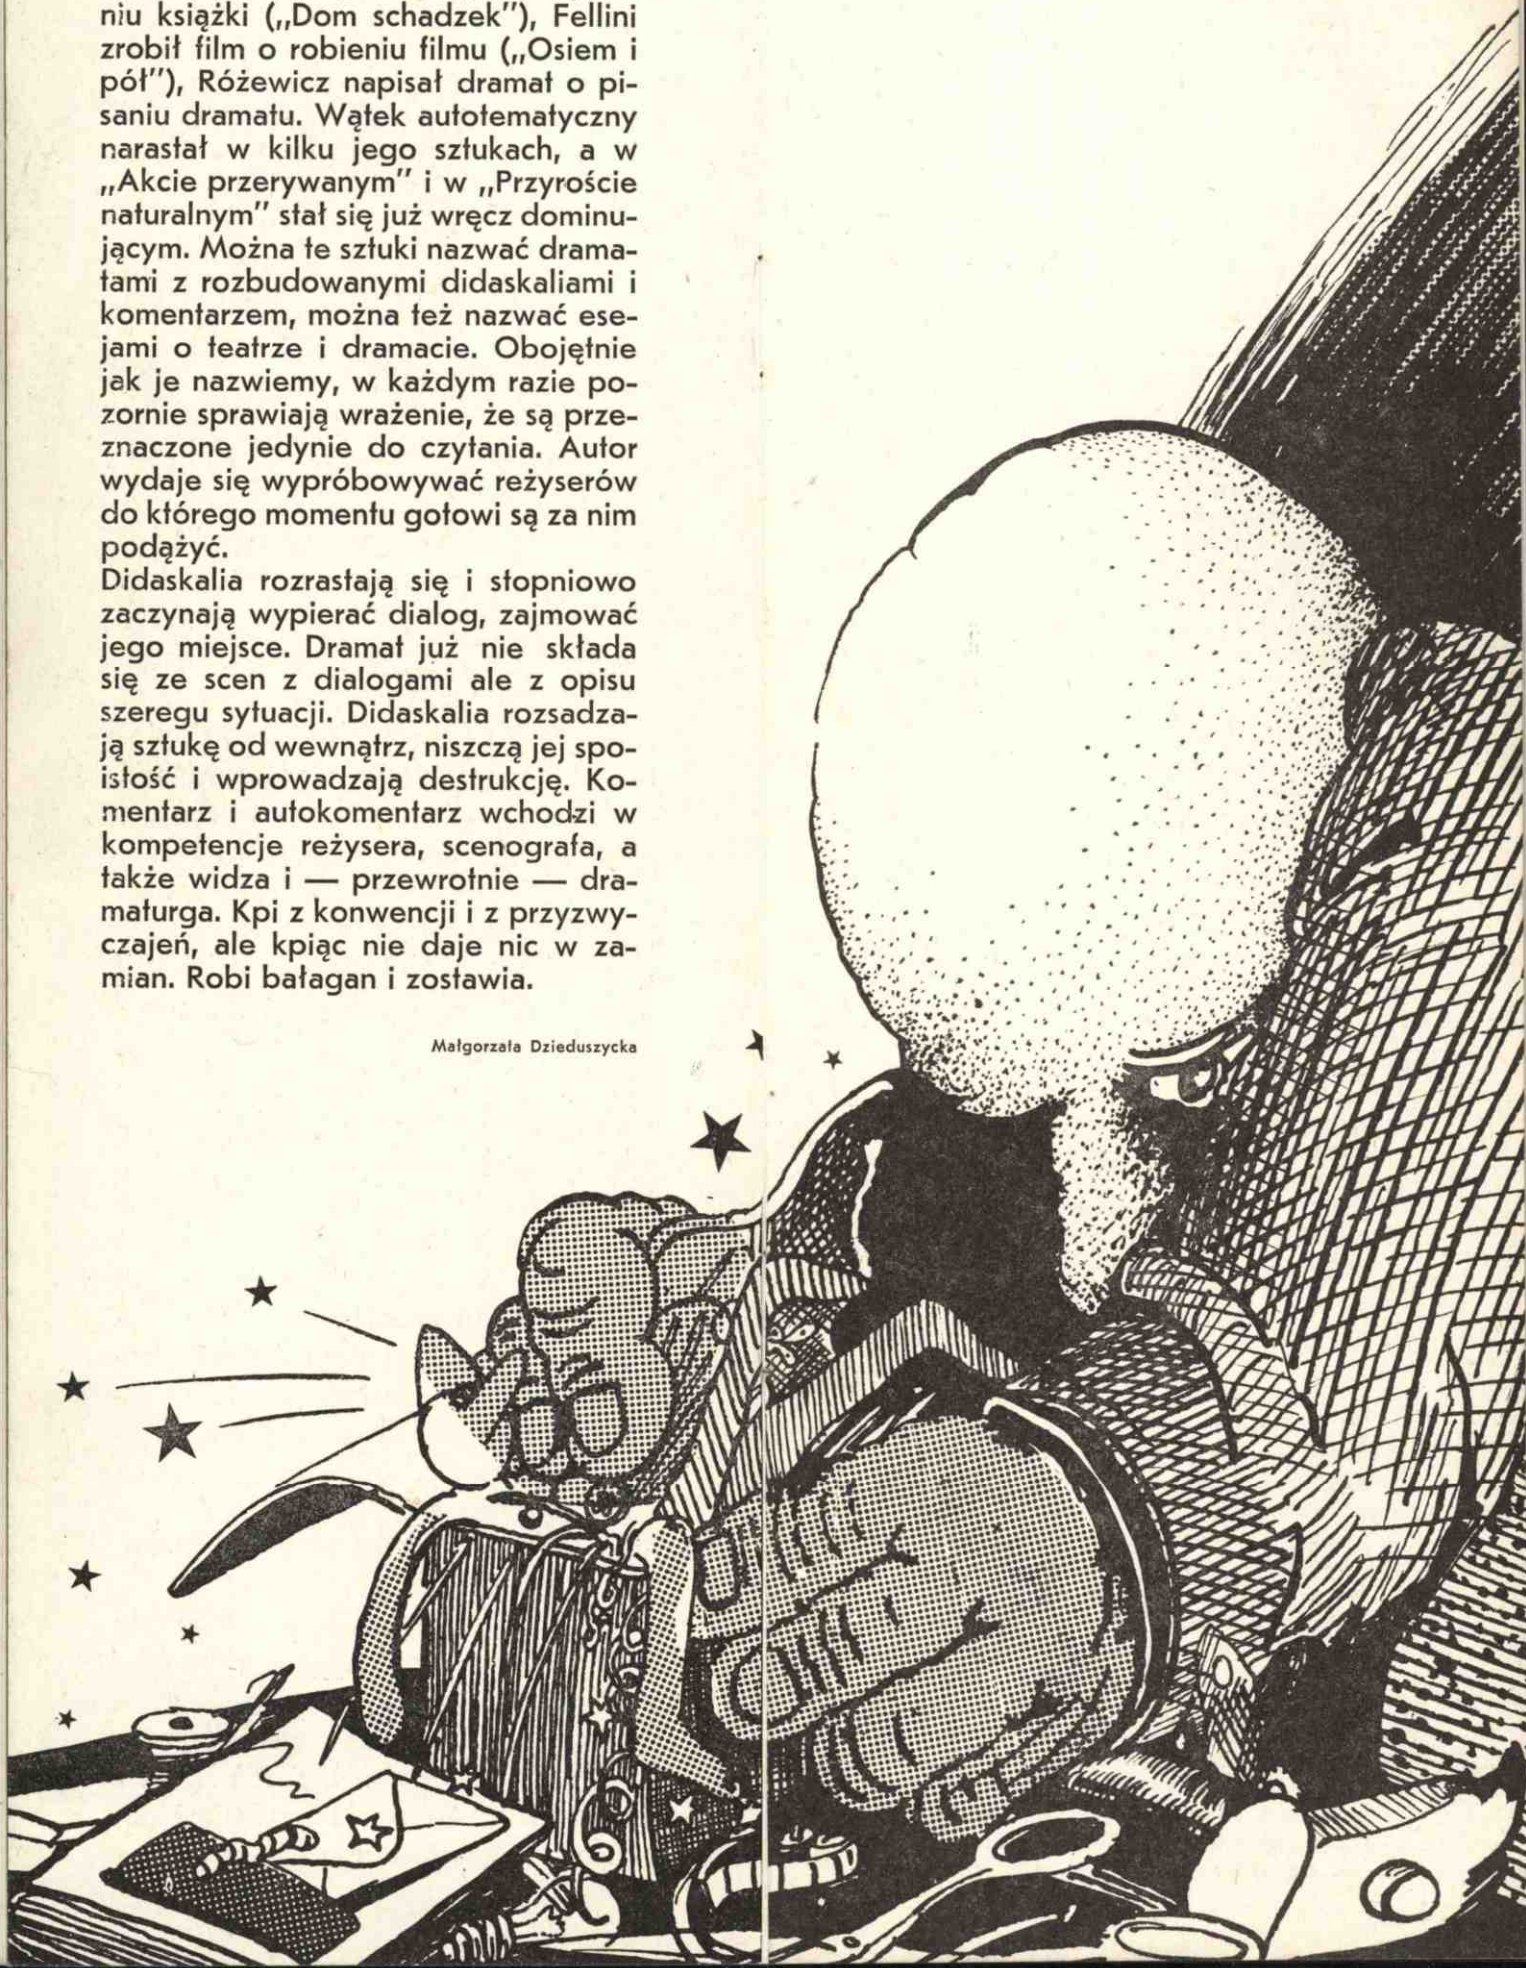 niu książki („Dom schadzek"), Fellini
zrobił film o robieniu filmu („Osiem i
pół"), Różewicz napisał dramat o pi-
saniu dramatu. Wątek autotematyczny
narastał w kilku jego sztukach, a w
„Akcie przerywanym" i w „Przyroście
naturalnym" stał się już wręcz dominu-
jącym. Można te sztuki nazwać drama-
tami z rozbudowanymi didaskaliami i
komentarzem, można też nazwać ese-
jami o teatrze i dramacie. Obojętnie
jak je nazwiemy, w każdym razie po-
zornie sprawiają wrażenie, że są prze-
znaczone jedynie do czytania. Autor
wydaje się wypróbowywać reżyserów
do którego momentu gotowi są za nim
podążyć.
Didaskalia rozrastają się i stopniowo
zaczynają wypierać dialog, zajmować
jego miejsce. Dramat już nie składa
się ze scen z dialogami ale z opisu
szeregu sytuacji. Didaskalia rozsadza-
ją sztukę od wewnątrz, niszczą jej spo-
istość i wprowadzają destrukcję. Ko-
mentarz i autokomentarz wchodzi w
kompetencje reżysera, scenografa, a
także widza i — przewrotnie — dra-
maturga. Kpi z konwencji i z przyzwy-
czajeń, ale kpiąc nie daje nic w za-
mian. Robi bałagan i zostawia.
Małgorzata Dzieduszycka